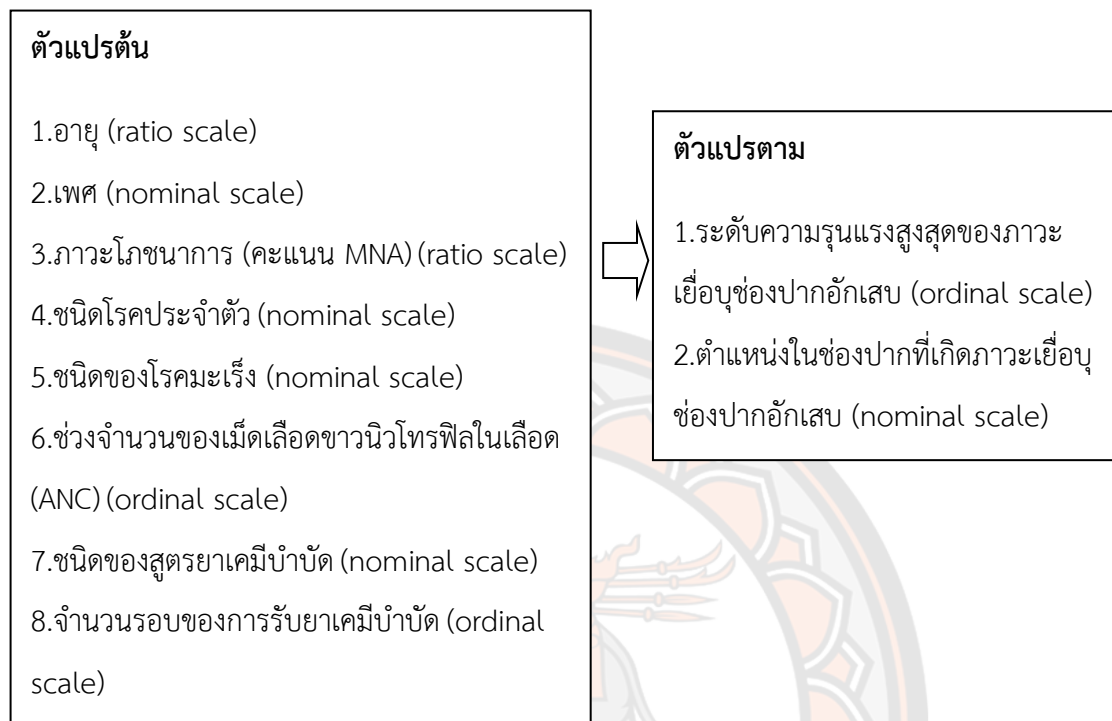 ตัวแปรต้น
1.อายุ (ratio scale)
2.เพศ (nominal scale)
3.ภาวะโภชนาการ (คะแนน MNA) (ratio scale)
4.ชนิดโรคประจำตัว (nominal scale)
5.ชนิดของโรคมะเร็ง (nominal scale)
6.ช่วงจำนวนของเม็ดเลือดขาวนิวโทรฟิลในเลือด
(ANC) (ordinal scale)
7.ชนิดของสูตรยาเคมีบำบัด (nominal scale)
8.จำนวนรอบของการรับยาเคมีบำบัด (ordinal
scale)
ตัวแปรตาม
1.ระดับความรุนแรงสูงสุดของภาวะ
เยื่อบุช่องปากอักเสบ (ordinal scale)
2.ตำแหน่งในช่องปากที่เกิดภาวะเยื่อบุ
ช่องปากอักเสบ (nominal scale)